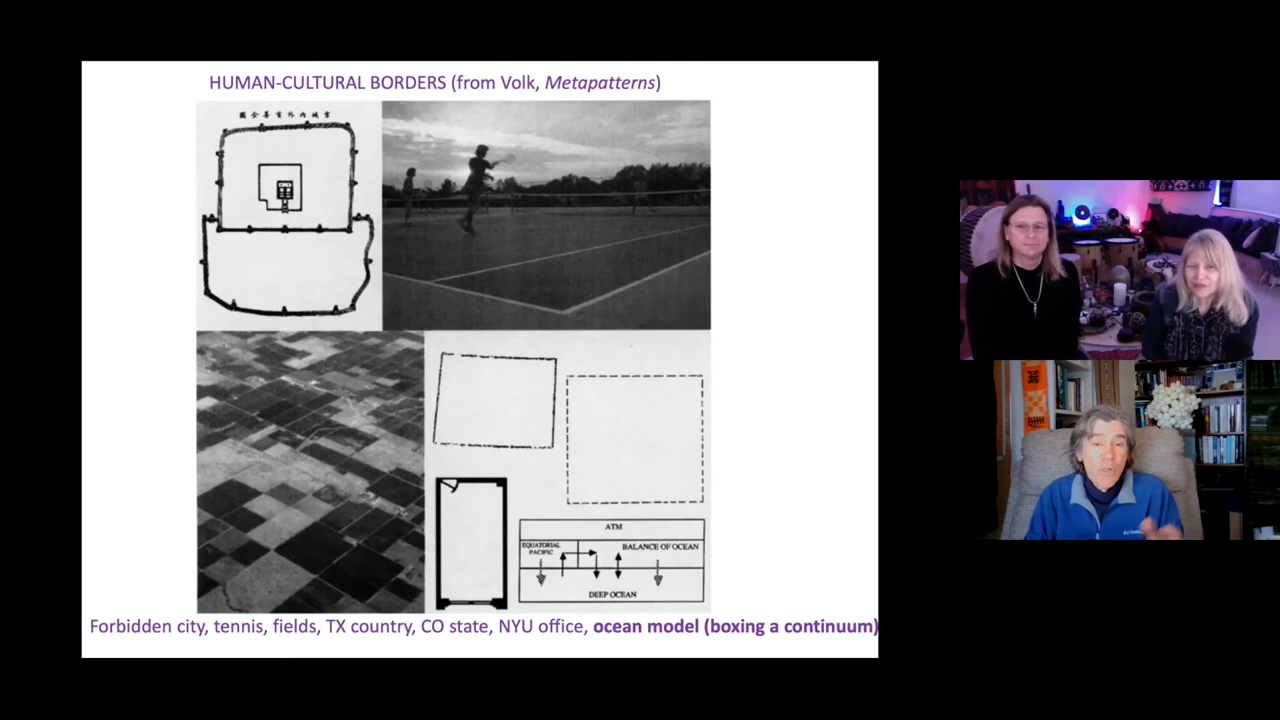 HUMAN-CULTURAL BORDERS (from Volk, Metapatterns)
ATM
EQUATORIAL
PACIFIC
BALANCE OF OCEAN
DEEP OCEAN
Forbidden city, tennis, fields, TX country, CO state, NYU office, ocean model (boxing a continuum)